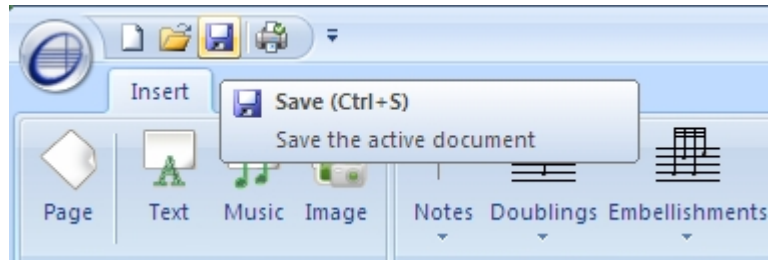 Insert
Save (Ctrl+S)
Save the active document
Page Text Music Image Notes Doublings Embellishments